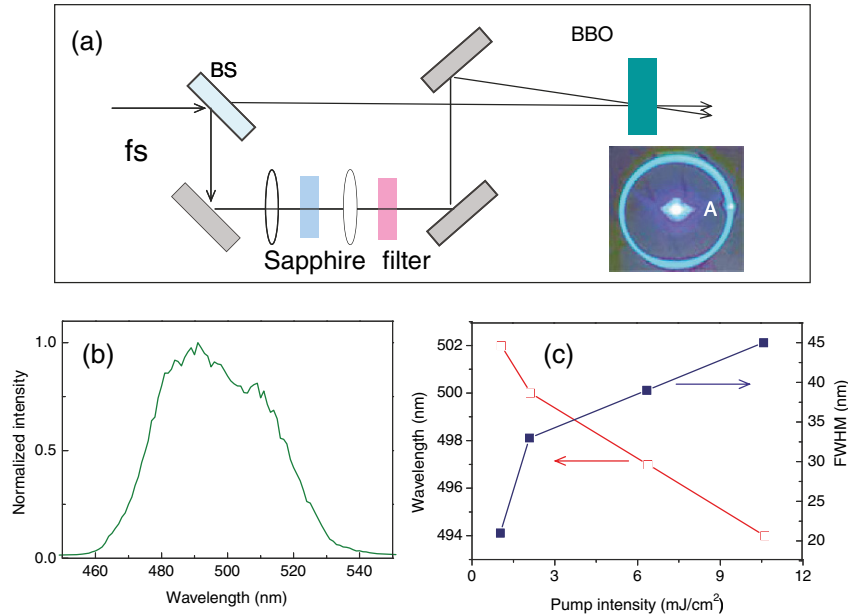 (a)
BS
BBO
fs
A
Sapphire filter
(b)
Normalized intensity
1.0
0.5
0.0
460 480 500 520 540
Wavelength (nm)
(c)
Wavelength (nm)
502
500
498
496
494
45
40
35
30
25
20
FWHM (nm)
0 3 6 9 12
Pump intensity (mJ/cm²)